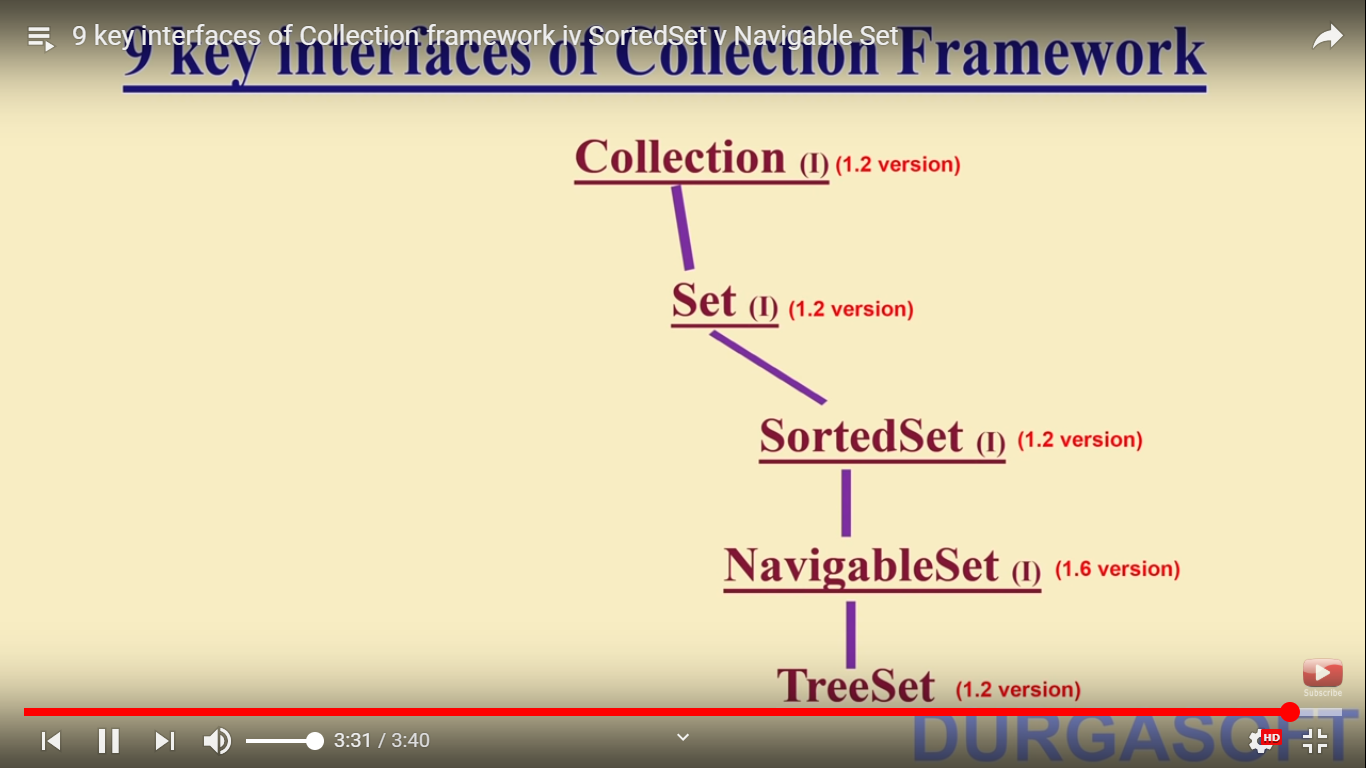 9 key interfaces of Collection framework iv SortedSet v Navigable Set
9 key interfaces of Collection Framework
Collection (I) (1.2 version)
Set (I) (1.2 version)
SortedSet (I) (1.2 version)
NavigableSet (I) (1.6 version)
TreeSet (1.2 version)
Subscribe
DURGASOFT
3:31 / 3:40
HD